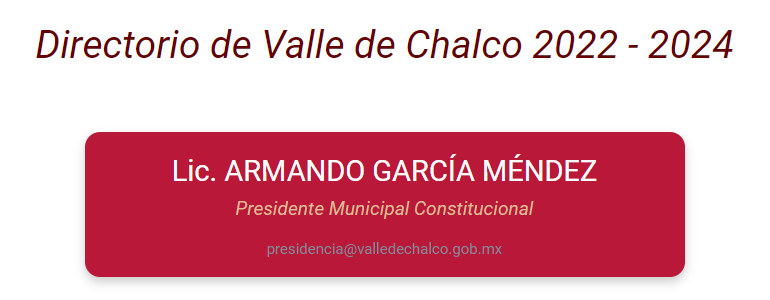 Directorio de Valle de Chalco 2022 - 2024
Lic. ARMANDO GARCÍA MÉNDEZ
Presidente Municipal Constitucional
presidencia@valledechalco.gob.mx